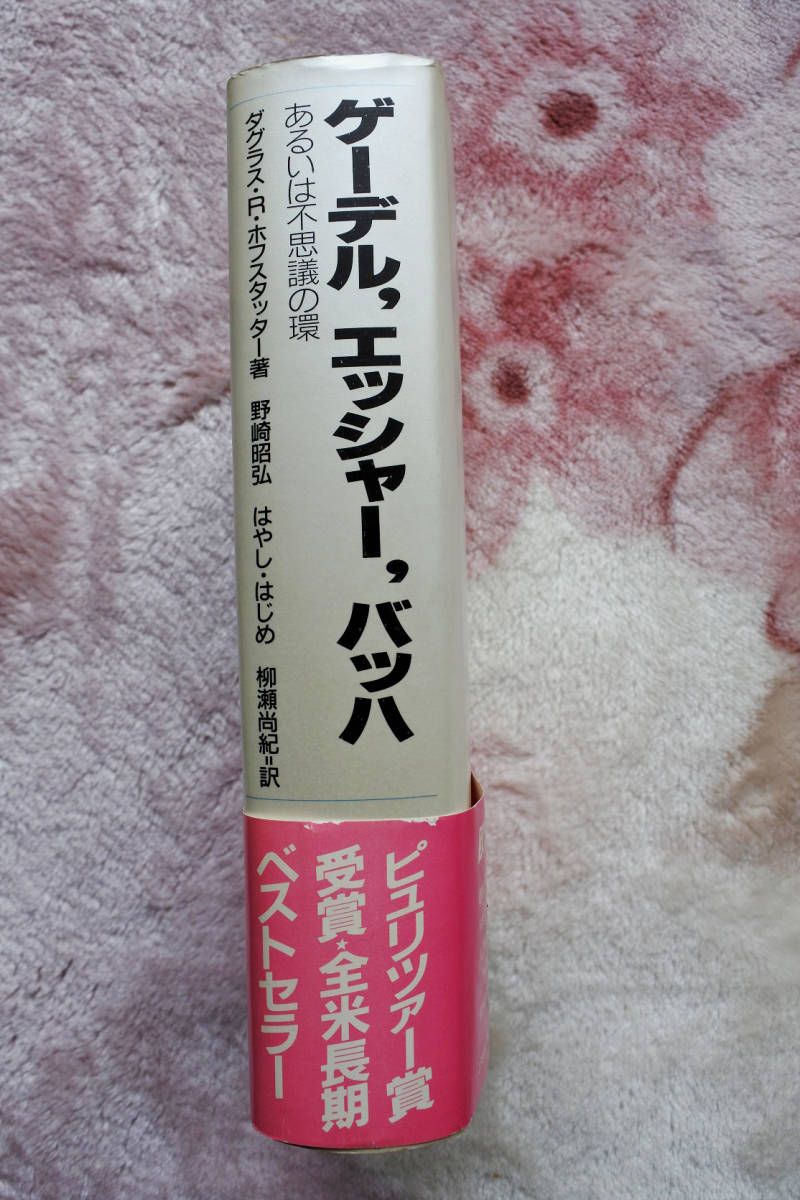 ゲーデル，エッシャー，バッハ
あるいは不思議の環
ダグラス・R・ホフスタッター著 野崎昭弘 はやし・はじめ 柳瀬尚紀=訳
ピュリツァー賞
受賞★全米長期
ベストセラー